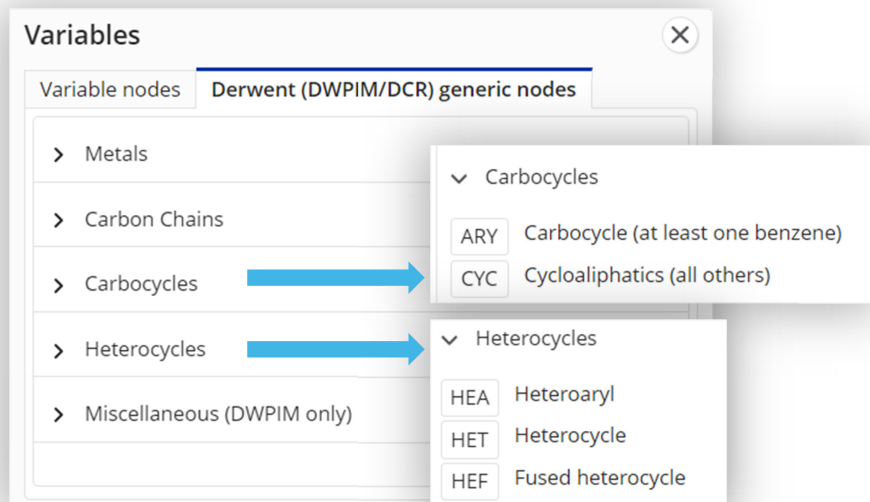 Variables
Variable nodes
Derwent (DWPIM/DCR) generic nodes
Metals
Carbon Chains
Carbocycles
Heterocycles
Miscellaneous (DWPIM only)
Carbocycles
ARY Carbocycle (at least one benzene)
CYC Cycloaliphatics (all others)
Heterocycles
HEA Heteroaryl
HET Heterocycle
HEF Fused heterocycle